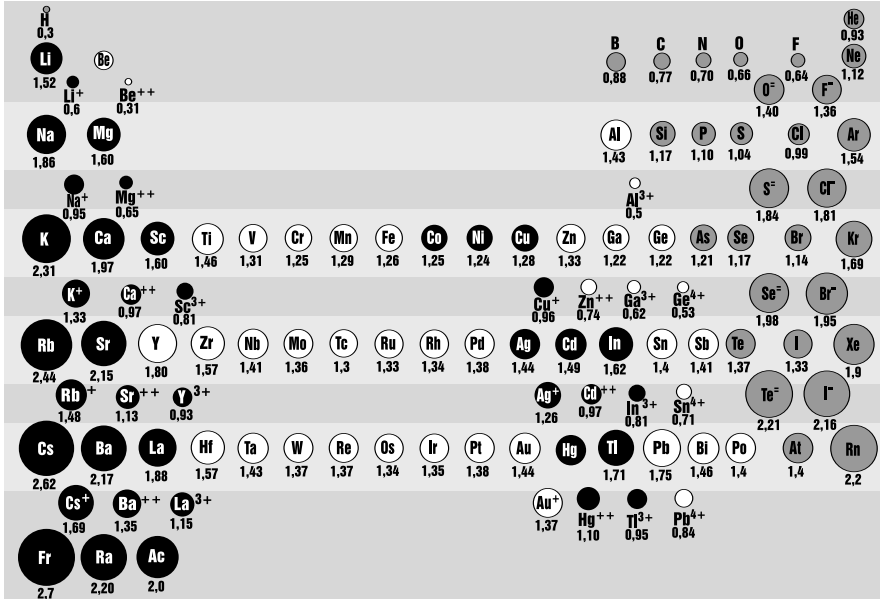 H He
0,3 0,93
Li Be B C N O F Ne
1,52 0,88 0,77 0,70 0,66 0,64 1,12
Li+ Be++ O= F-
0,6 0,31 1,40 1,36
Na Mg Al Si P S Cl Ar
1,86 1,60 1,43 1,17 1,10 1,04 0,99 1,54
Na+ Mg++ Al3+ S= Cl-
0,95 0,65 0,5 1,84 1,81
K Ca Sc Ti V Cr Mn Fe Co Ni Cu Zn Ga Ge As Se Br Kr
2,31 1,97 1,60 1,46 1,31 1,25 1,29 1,26 1,25 1,24 1,28 1,33 1,22 1,22 1,21 1,17 1,14 1,69
K+ Ca++ Sc3+ Cu+ Zn++ Ga3+ Ge4+ Se= Br-
1,33 0,97 0,81 0,96 0,74 0,62 0,53 1,98 1,95
Rb Sr Y Zr Nb Mo Tc Ru Rh Pd Ag Cd In Sn Sb Te I Xe
2,44 2,15 1,80 1,57 1,41 1,36 1,3 1,33 1,34 1,38 1,44 1,49 1,62 1,4 1,41 1,37 1,33 1,9
Rb+ Sr++ Y3+ Ag+ Cd++ In3+ Sn4+ Te= I-
1,48 1,13 0,93 1,26 0,97 0,81 0,71 2,21 2,16
Cs Ba La Hf Ta W Re Os Ir Pt Au Hg Tl Pb Bi Po At Rn
2,62 2,17 1,88 1,57 1,43 1,37 1,37 1,34 1,35 1,38 1,44 1,71 1,75 1,46 1,4 1,4 2,2
Cs+ Ba++ La3+ Au+ Hg++ Tl3+ Pb4+
1,69 1,35 1,15 1,37 1,10 0,95 0,84
Fr Ra Ac
2,7 2,20 2,0